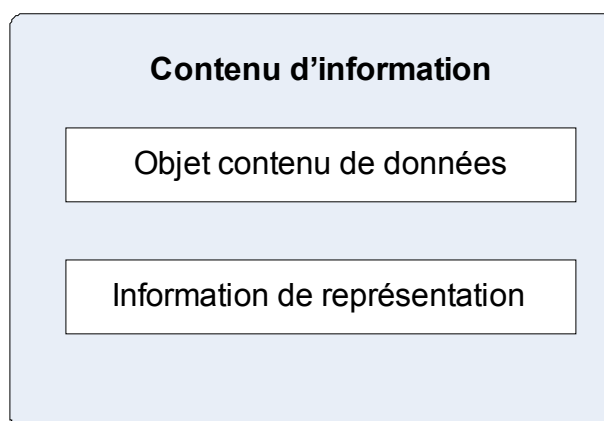 Contenu d’information
Objet contenu de données
Information de représentation